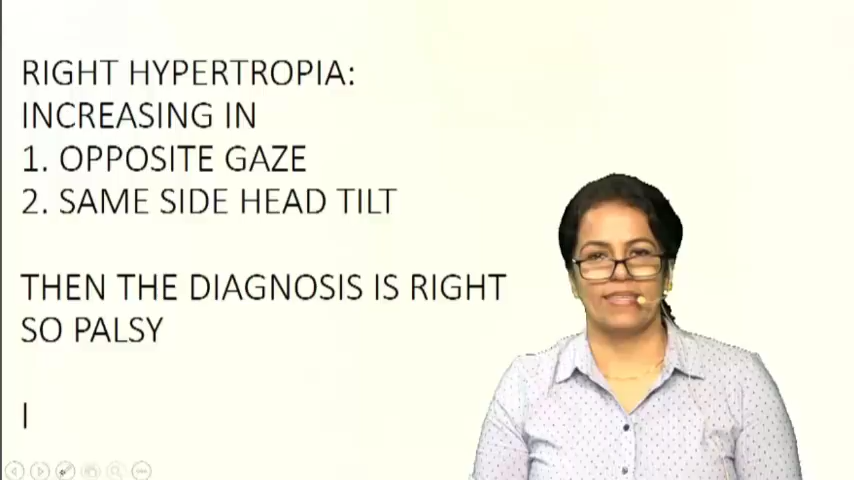 RIGHT HYPERTROPIA:
INCREASING IN
1. OPPOSITE GAZE
2. SAME SIDE HEAD TILT
THEN THE DIAGNOSIS IS RIGHT
SO PALSY
I